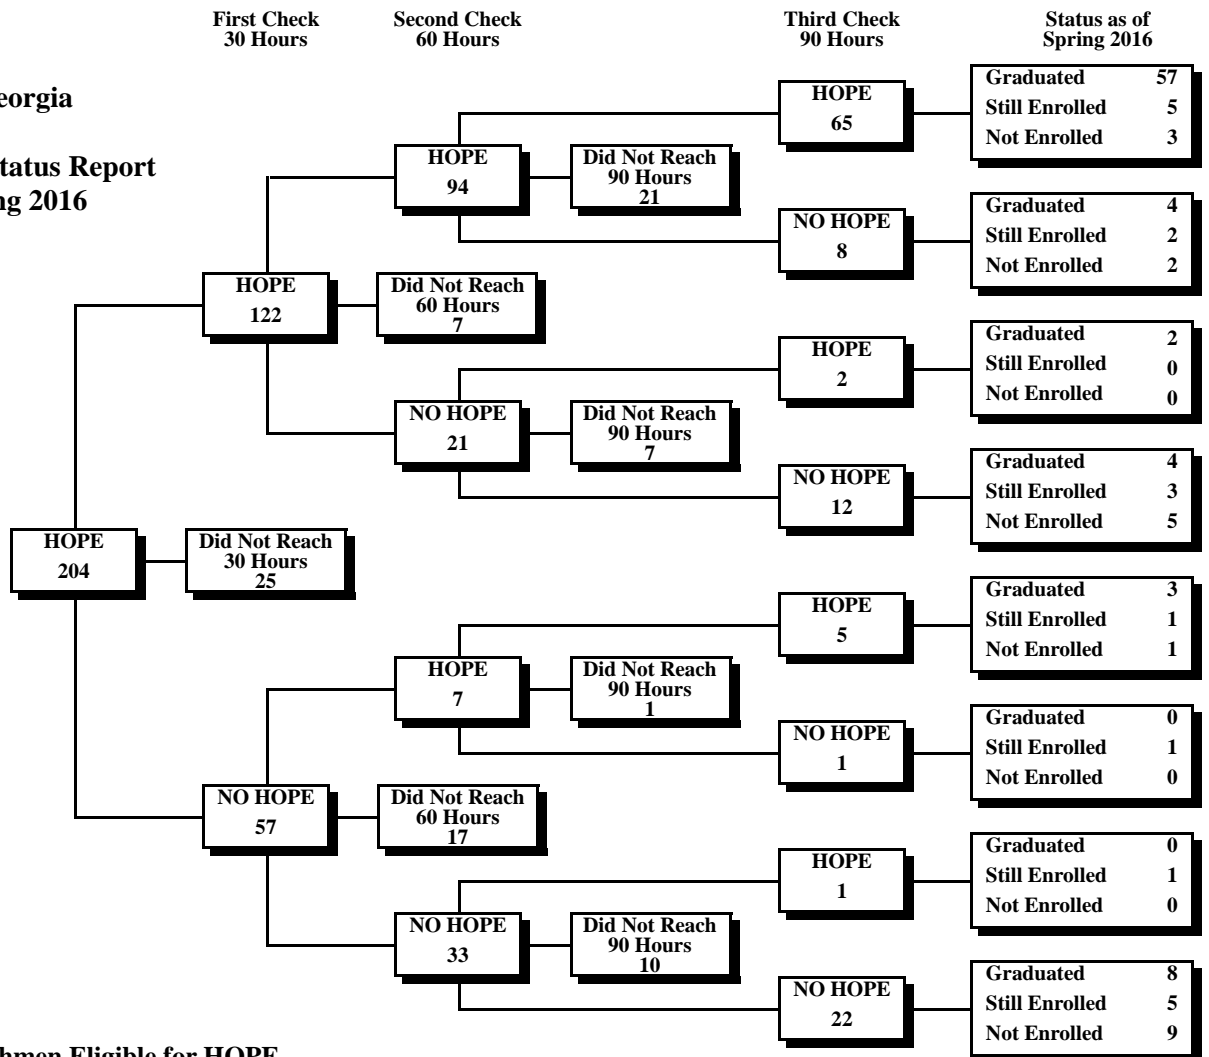 First Check
30 Hours
Second Check
60 Hours
Third Check
90 Hours
Status as of
Spring 2016
eorgia
tatus Report
ng 2016
HOPE
204
Did Not Reach
30 Hours
25
HOPE
122
Did Not Reach
60 Hours
7
NO HOPE
57
Did Not Reach
60 Hours
17
HOPE
94
Did Not Reach
90 Hours
21
NO HOPE
21
Did Not Reach
90 Hours
7
HOPE
7
Did Not Reach
90 Hours
1
NO HOPE
33
Did Not Reach
90 Hours
10
HOPE
65
Graduated 57
Still Enrolled 5
Not Enrolled 3
NO HOPE
8
Graduated 4
Still Enrolled 2
Not Enrolled 2
HOPE
2
Graduated 2
Still Enrolled 0
Not Enrolled 0
NO HOPE
12
Graduated 4
Still Enrolled 3
Not Enrolled 5
HOPE
5
Graduated 3
Still Enrolled 1
Not Enrolled 1
NO HOPE
1
Graduated 0
Still Enrolled 1
Not Enrolled 0
HOPE
1
Graduated 0
Still Enrolled 1
Not Enrolled 0
NO HOPE
22
Graduated 8
Still Enrolled 5
Not Enrolled 9
hmen Eligible for HOPE